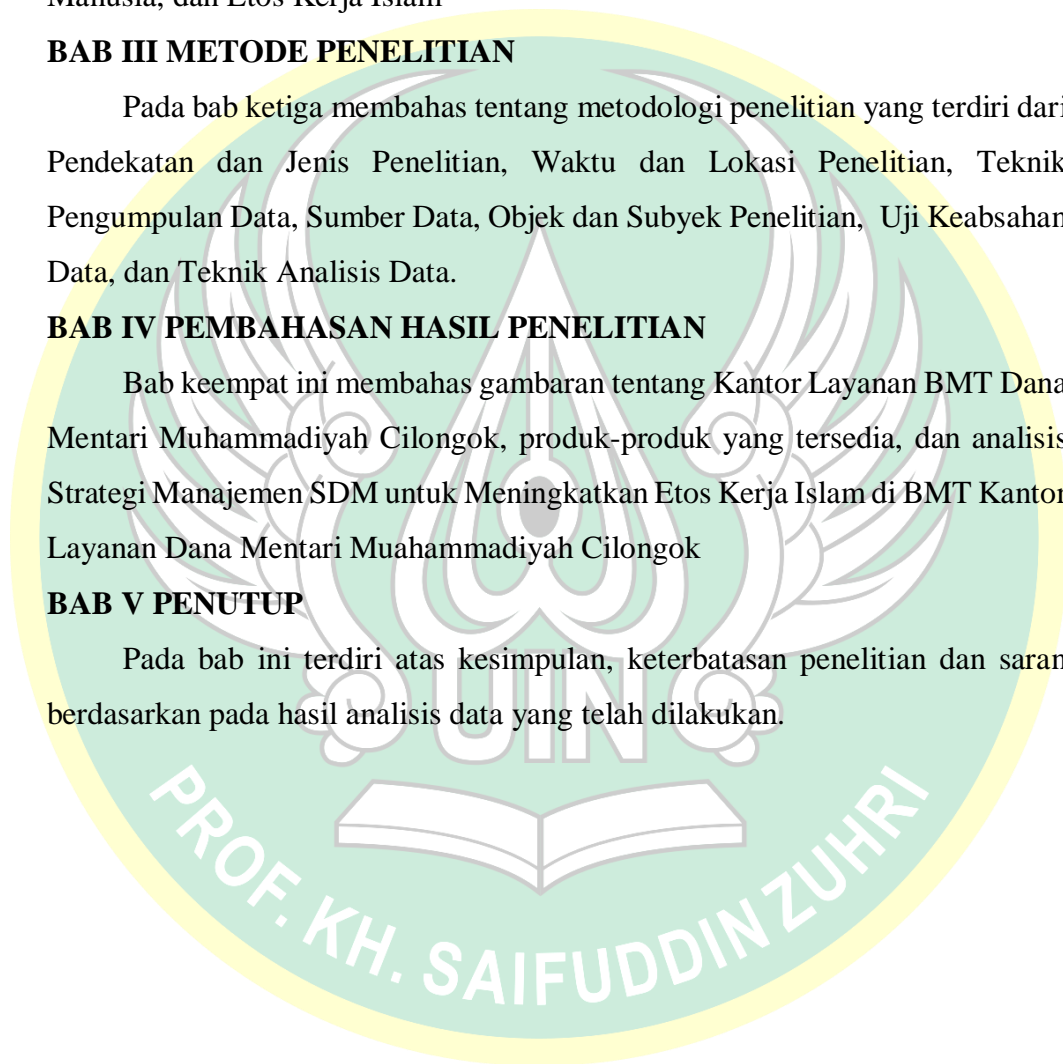 Manusia, dan Etos Kerja Islam
BAB III METODE PENELITIAN
Pada bab ketiga membahas tentang metodologi penelitian yang terdiri dari
Pendekatan dan Jenis Penelitian, Waktu dan Lokasi Penelitian, Teknik
Pengumpulan Data, Sumber Data, Objek dan Subyek Penelitian, Uji Keabsahan
Data, dan Teknik Analisis Data.
BAB IV PEMBAHASAN HASIL PENELITIAN
Bab keempat ini membahas gambaran tentang Kantor Layanan BMT Dana
Mentari Muhammadiyah Cilongok, produk-produk yang tersedia, dan analisis
Strategi Manajemen SDM untuk Meningkatkan Etos Kerja Islam di BMT Kantor
Layanan Dana Mentari Muahammadiyah Cilongok
BAB V PENUTUP
Pada bab ini terdiri atas kesimpulan, keterbatasan penelitian dan saran
berdasarkan pada hasil analisis data yang telah dilakukan.
UIN
PROF. KH. SAIFUDDIN ZUHRI